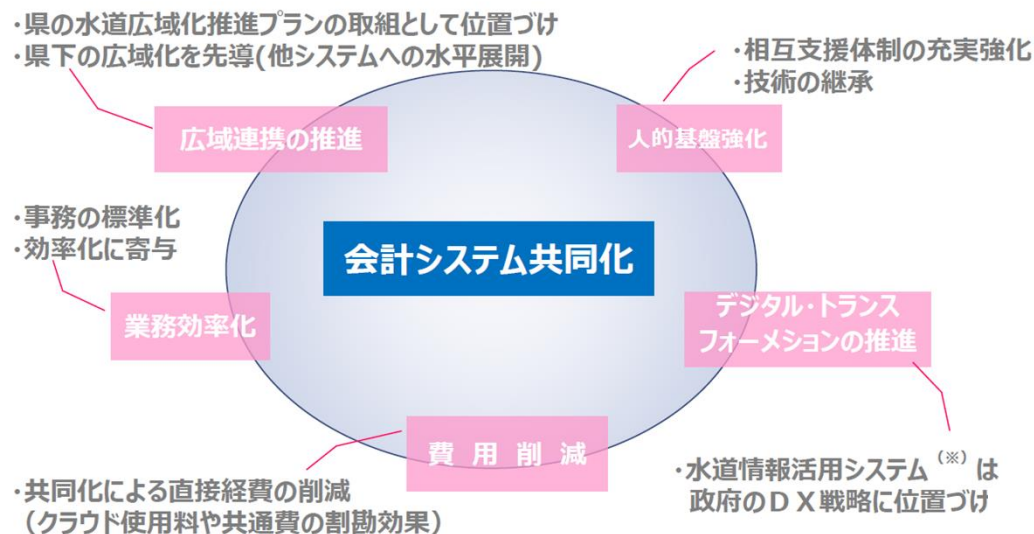 ・県の水道広域化推進プランの取組として位置づけ
・県下の広域化を先導(他システムへの水平展開)
広域連携の推進
・相互支援体制の充実強化
・技術の継承
人的基盤強化
・事務の標準化
・効率化に寄与
業務効率化
会計システム共同化
デジタル・トランス
フォーメションの推進
費用削減
・共同化による直接経費の削減
（クラウド使用料や共通費の割勘効果）
・水道情報活用システム（※）は
政府のＤＸ戦略に位置づけ